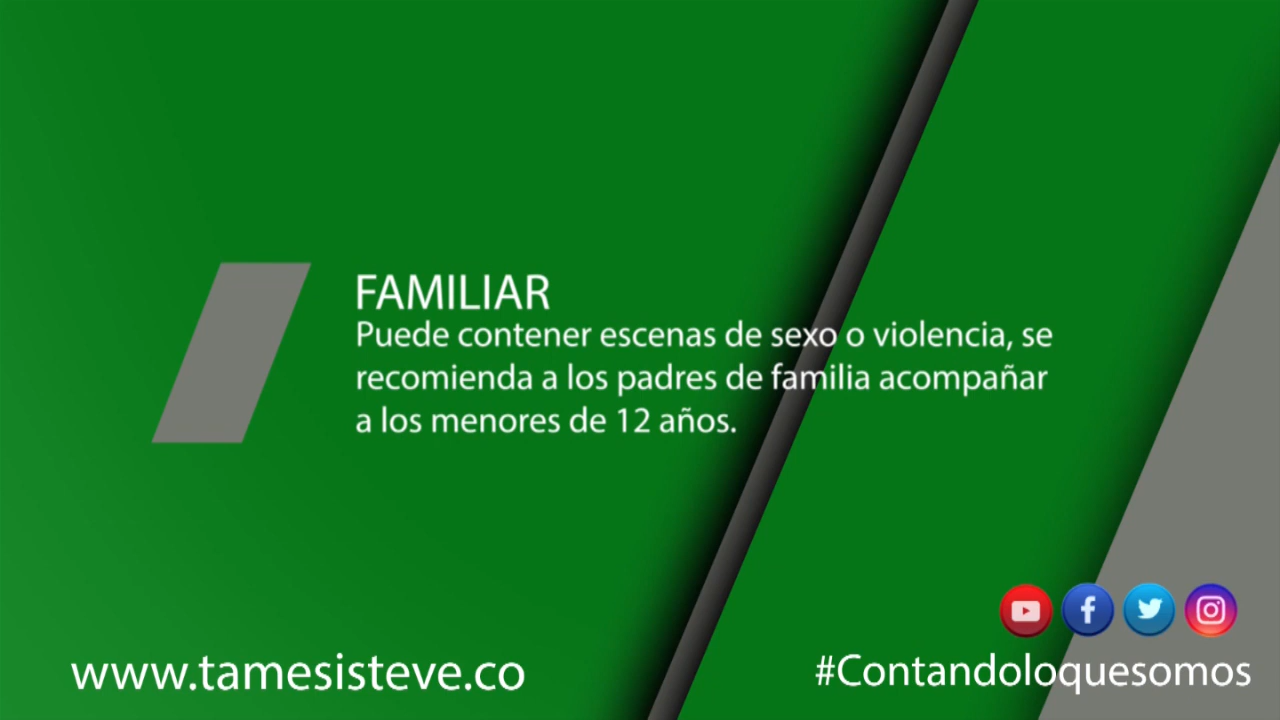 FAMILIAR
Puede contener escenas de sexo o violencia, se
recomienda a los padres de familia acompañar
a los menores de 12 años.
www.tamesisteve.co
#Contandoloquesomos